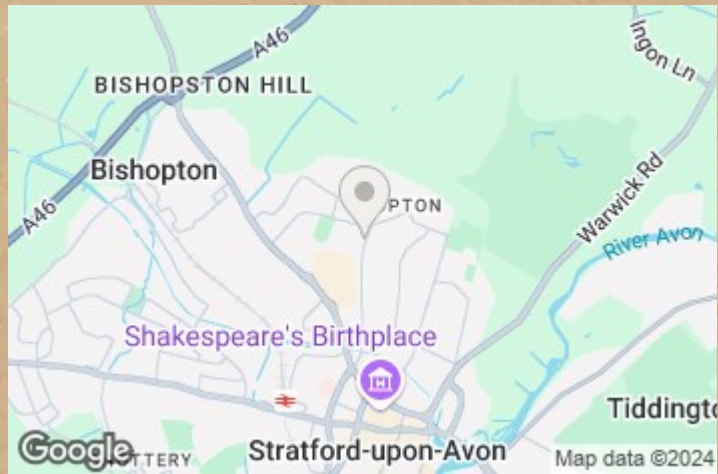 A46
Ingon Ln
BISHOPSTON HILL
Bishopton
PTON
Warwick Rd
A46
River Avon
Shakespeare's Birthplace
Tiddingto
Stratford-upon-Avon
Google
TTERY
Map data ©2024